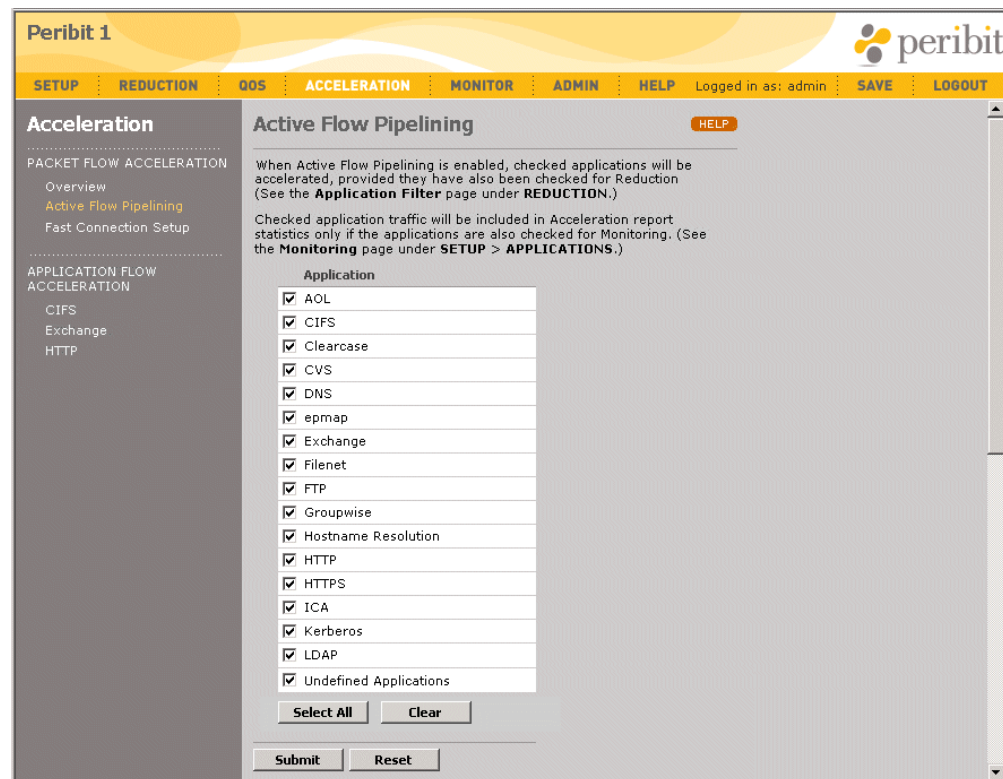 Peribit 1
peribit
SETUP REDUCTION QOS ACCELERATION MONITOR ADMIN HELP Logged in as: admin SAVE LOGOUT
Acceleration
PACKET FLOW ACCELERATION
Overview
Active Flow Pipelining
Fast Connection Setup
APPLICATION FLOW
ACCELERATION
CIFS
Exchange
HTTP
Active Flow Pipelining
HELP
When Active Flow Pipelining is enabled, checked applications will be
accelerated, provided they have also been checked for Reduction
(See the Application Filter page under REDUCTION.)
Checked application traffic will be included in Acceleration report
statistics only if the applications are also checked for Monitoring. (See
the Monitoring page under SETUP > APPLICATIONS.)
Application
AOL
CIFS
Clearcase
CVS
DNS
epmap
Exchange
Filenet
FTP
Groupwise
Hostname Resolution
HTTP
HTTPS
ICA
Kerberos
LDAP
Undefined Applications
Select All Clear
Submit Reset